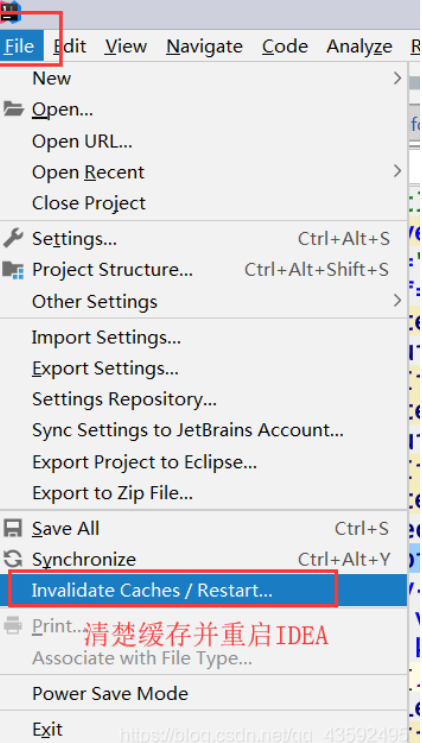 File Edit View Navigate Code Analyze R
New
Open...
Open URL...
Open Recent
Close Project
Settings... Ctrl+Alt+S
Project Structure... Ctrl+Alt+Shift+S
Other Settings
Import Settings...
Export Settings...
Settings Repository...
Sync Settings to JetBrains Account...
Export Project to Eclipse...
Export to Zip File...
Save All Ctrl+S
Synchronize Ctrl+Alt+Y
Invalidate Caches / Restart...
Print...
清楚缓存并重启IDEA
Associate with File Type...
Power Save Mode
Exit
https://blog.csdn.net/qq_43592495